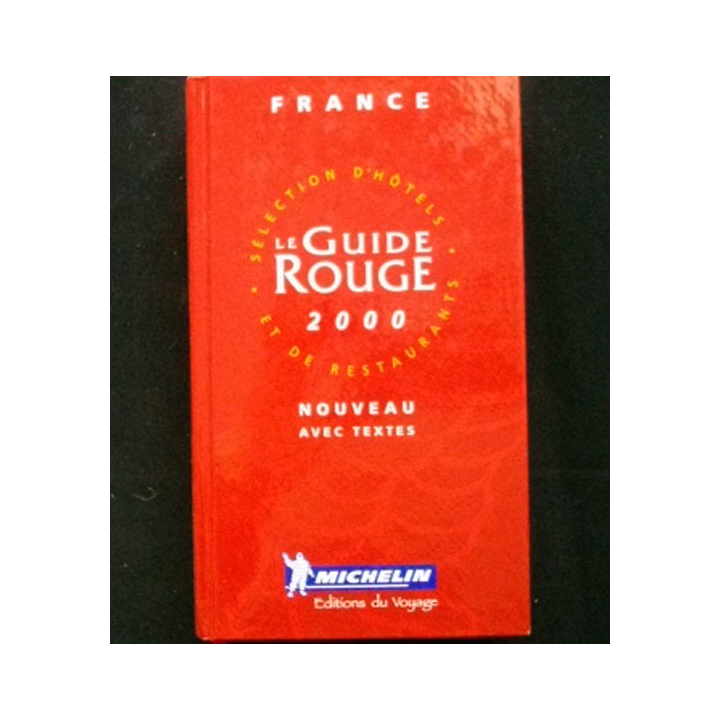 FRANCE
SÉLECTION D'HÔTELS
LE GUIDE
ROUGE
2000
ET DE RESTAURANTS
NOUVEAU
AVEC TEXTES
MICHELIN
Editions du Voyage